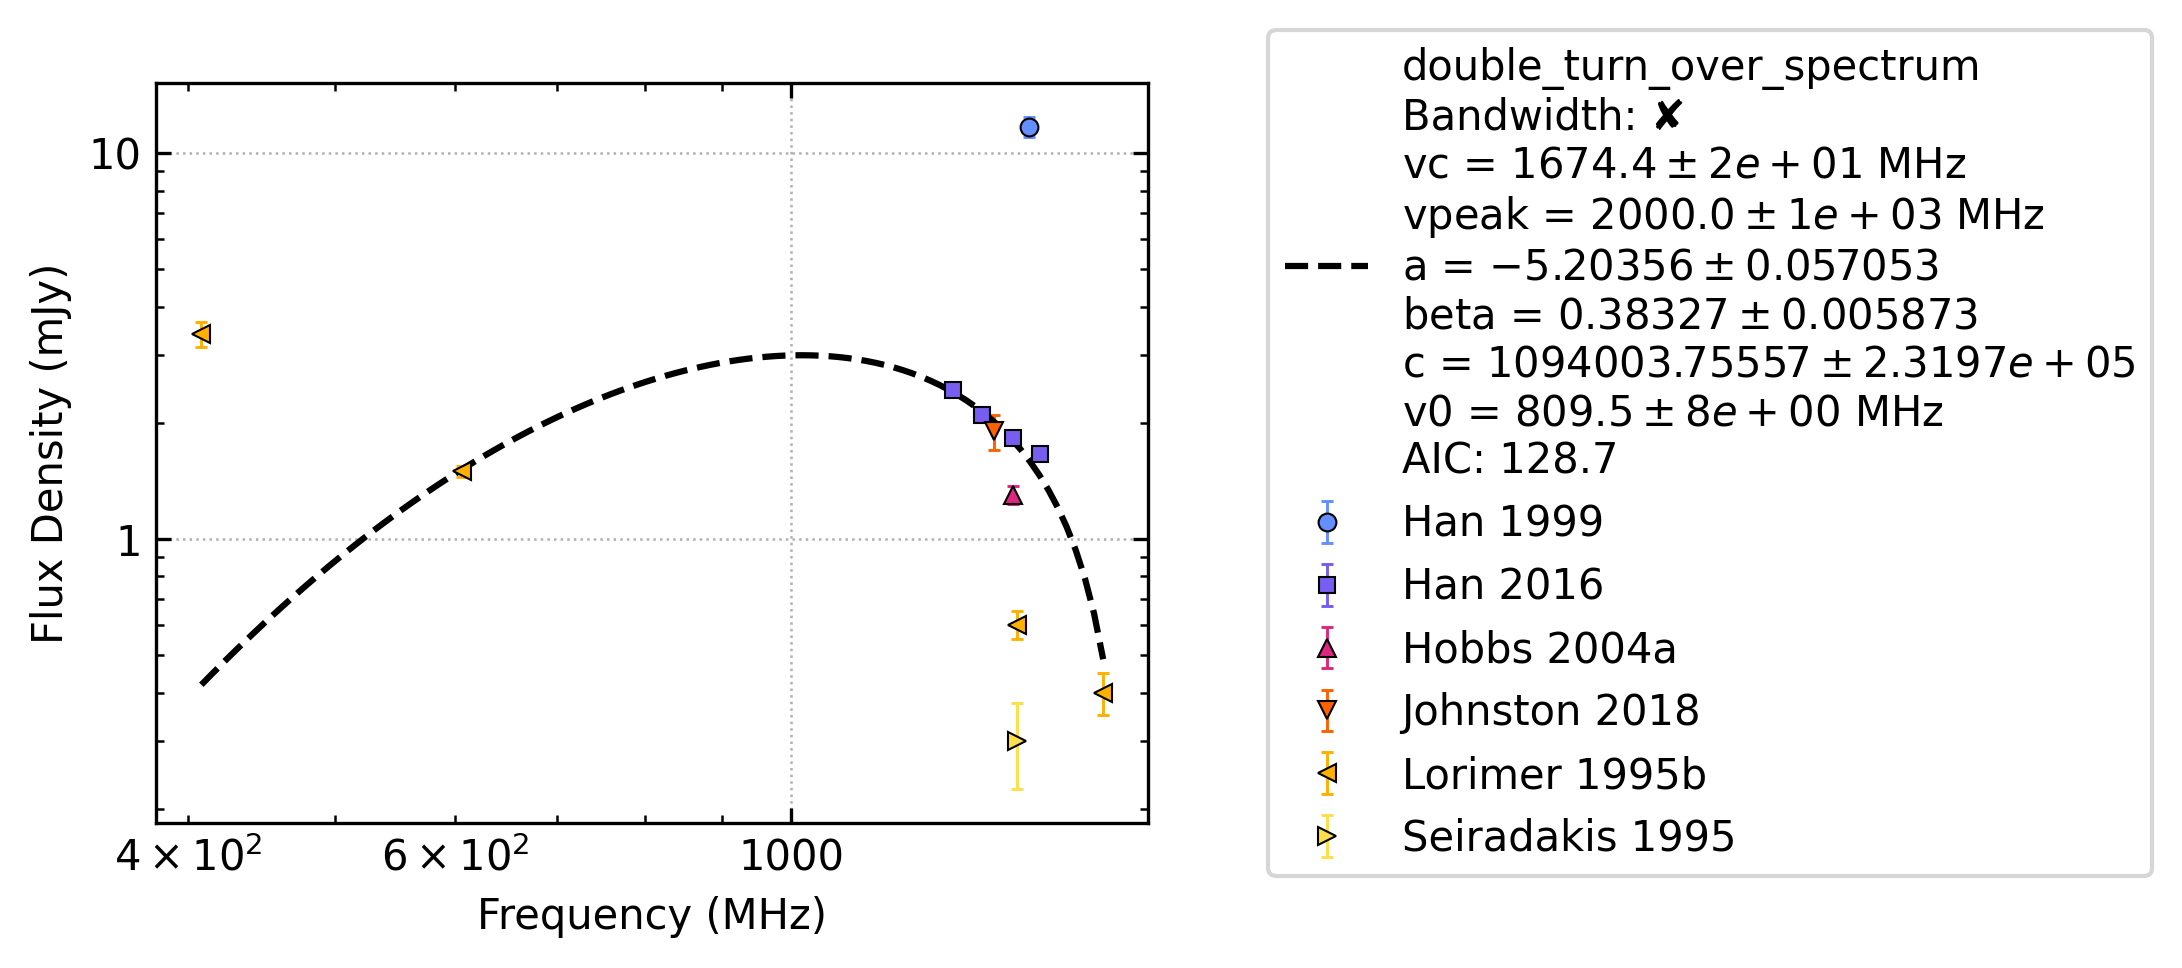 10
1
Flux Density (mJy)
4 × 10²
6 × 10²
1000
Frequency (MHz)
double_turn_over_spectrum
Bandwidth: ✘
vc = 1674.4 ± 2e + 01 MHz
vpeak = 2000.0 ± 1e + 03 MHz
a = −5.20356 ± 0.057053
beta = 0.38327 ± 0.005873
c = 1094003.75557 ± 2.3197e + 05
v0 = 809.5 ± 8e + 00 MHz
AIC: 128.7
Han 1999
Han 2016
Hobbs 2004a
Johnston 2018
Lorimer 1995b
Seiradakis 1995